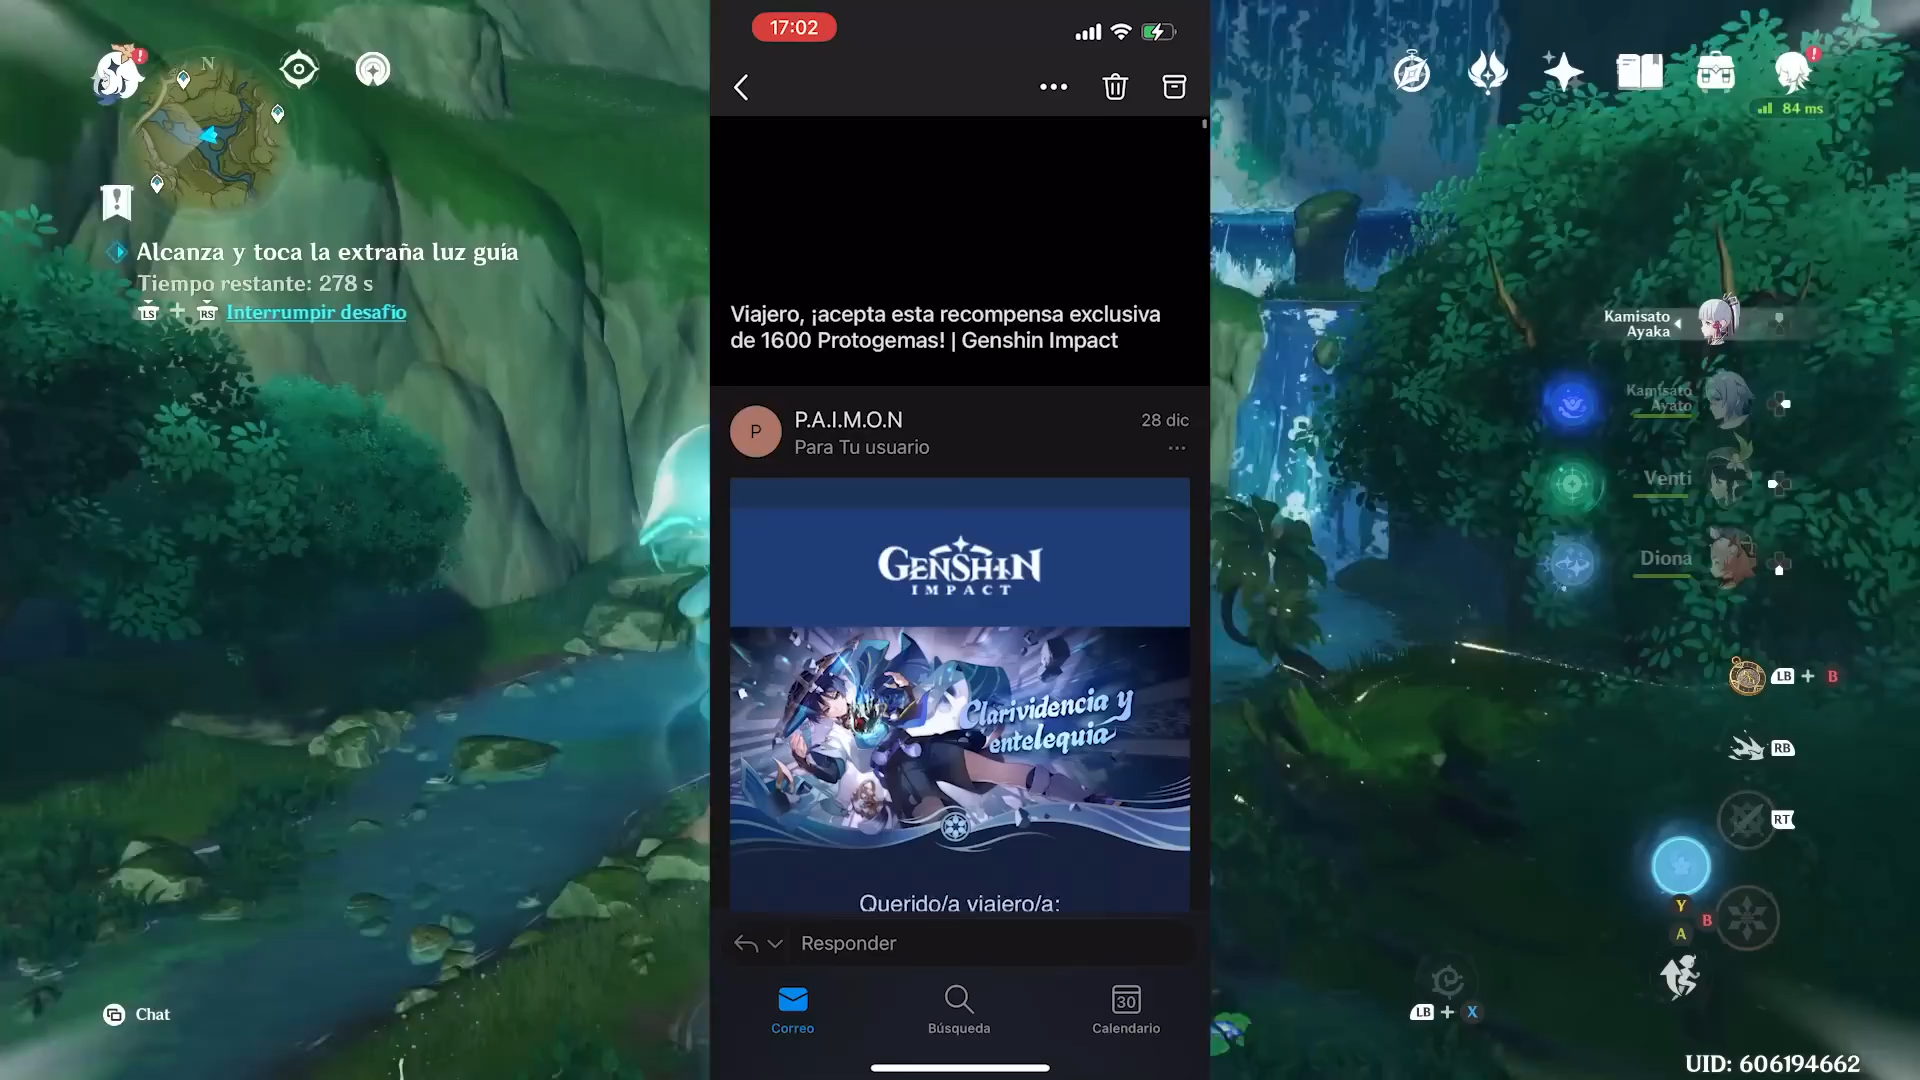 N
84 ms
Alcanza y toca la extraña luz guía
Tiempo restante: 278 s
LS + RS Interrumpir desafío
17:02
Viajero, ¡acepta esta recompensa exclusiva
de 1600 Protogemas! | Genshin Impact
P
P.A.I.M.O.N
28 dic
Para Tu usuario
GENSHIN
IMPACT
Clarividencia y
entelequia
Querido/a viajero/a:
Responder
Correo
Búsqueda
30
Calendario
Kamisato
Ayaka
Kamisato
Ayato
Venti
Diona
LB + B
RB
RT
Y
B
A
LB + X
Chat
UID: 606194662